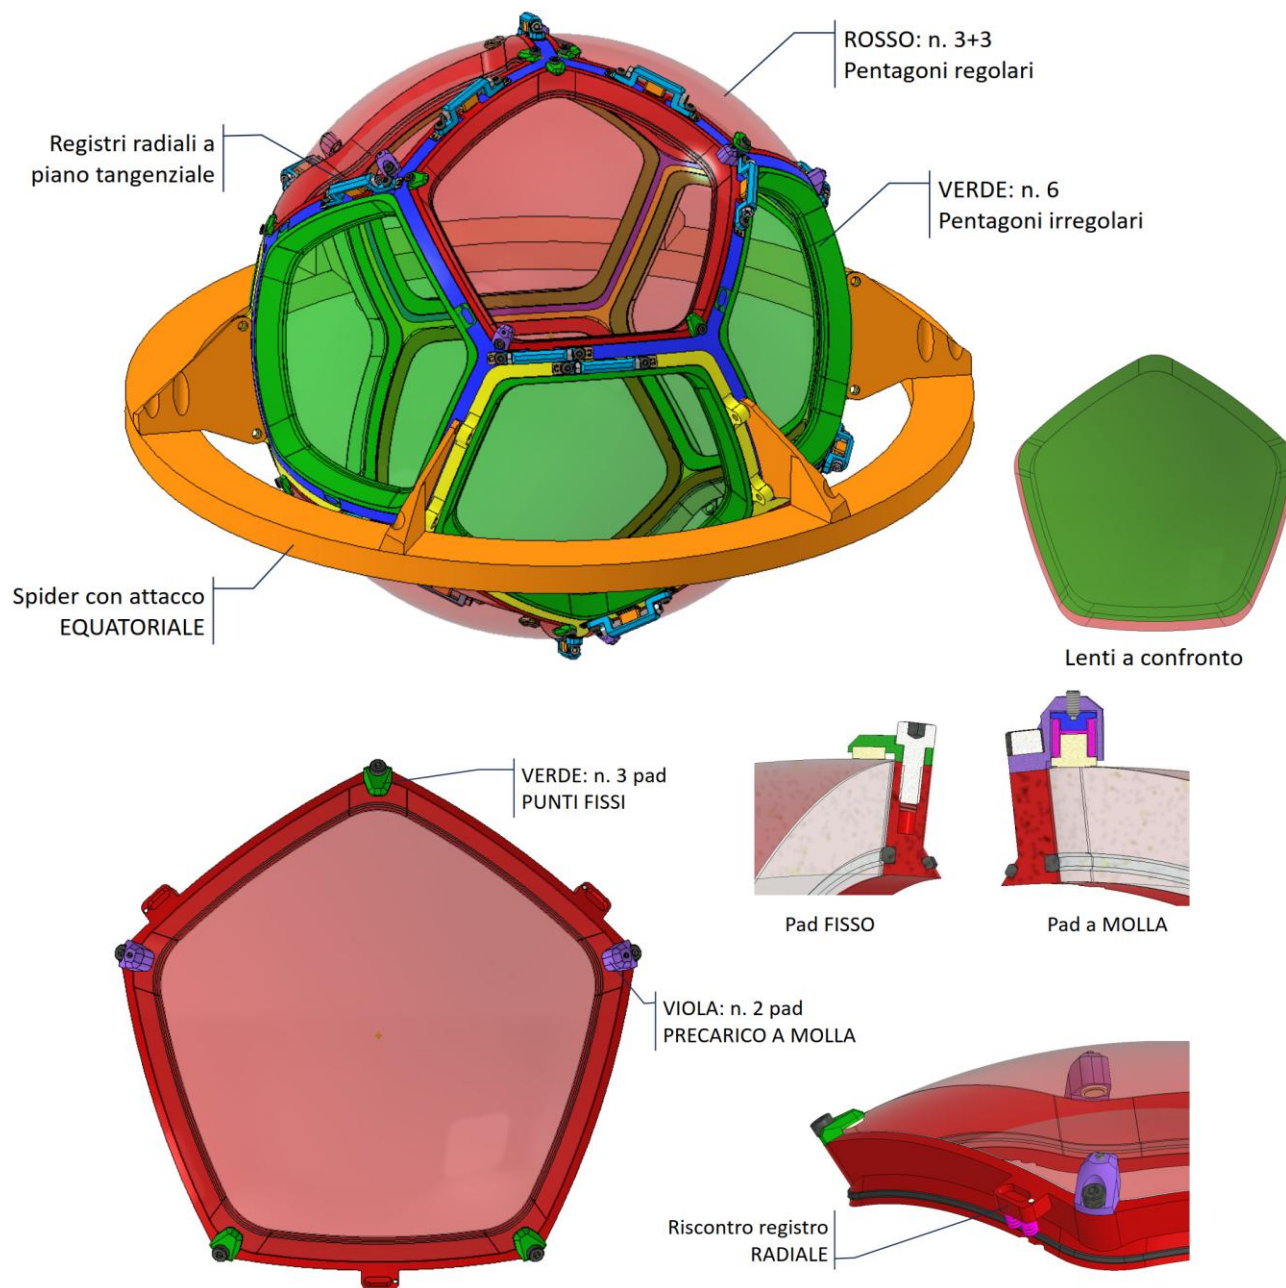 ROSSO: n. 3+3
Pentagoni regolari
Registri radiali a
piano tangenziale
VERDE: n. 6
Pentagoni irregolari
Spider con attacco
EQUATORIALE
Lenti a confronto
VERDE: n. 3 pad
PUNTI FISSI
Pad FISSO
Pad a MOLLA
VIOLA: n. 2 pad
PRECARICO A MOLLA
Riscontro registro
RADIALE